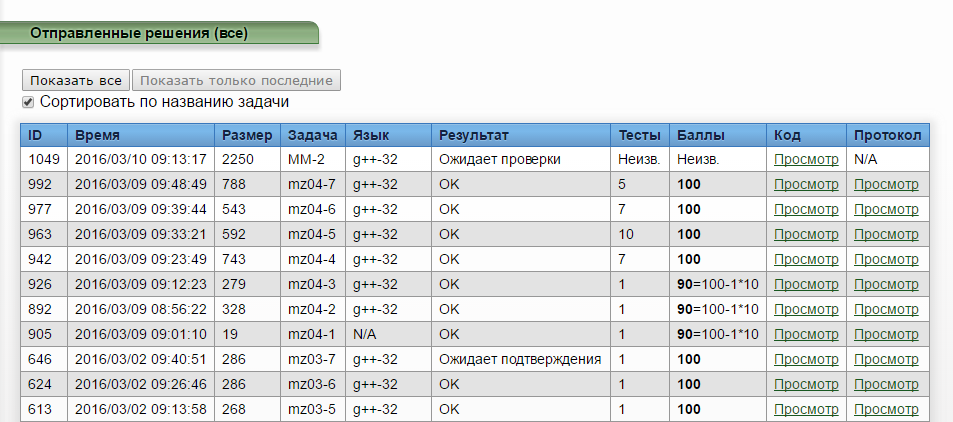 Отправленные решения (все)
Показать все Показать только последние
Сортировать по названию задачи
ID Время Размер Задача Язык Результат Тесты Баллы Код Протокол
1049 2016/03/10 09:13:17 2250 MM-2 g++-32 Ожидает проверки Неизв. Неизв. Просмотр N/A
992 2016/03/09 09:48:49 788 mz04-7 g++-32 OK 5 100 Просмотр Просмотр
977 2016/03/09 09:39:44 543 mz04-6 g++-32 OK 7 100 Просмотр Просмотр
963 2016/03/09 09:33:21 592 mz04-5 g++-32 OK 10 100 Просмотр Просмотр
942 2016/03/09 09:23:49 743 mz04-4 g++-32 OK 7 100 Просмотр Просмотр
926 2016/03/09 09:12:23 279 mz04-3 g++-32 OK 1 90=100-1*10 Просмотр Просмотр
892 2016/03/09 08:56:22 328 mz04-2 g++-32 OK 1 90=100-1*10 Просмотр Просмотр
905 2016/03/09 09:01:10 19 mz04-1 N/A OK 1 90=100-1*10 Просмотр Просмотр
646 2016/03/02 09:40:51 286 mz03-7 g++-32 Ожидает подтверждения 1 100 Просмотр Просмотр
624 2016/03/02 09:26:46 286 mz03-6 g++-32 OK 1 100 Просмотр Просмотр
613 2016/03/02 09:13:58 268 mz03-5 g++-32 OK 1 100 Просмотр Просмотр